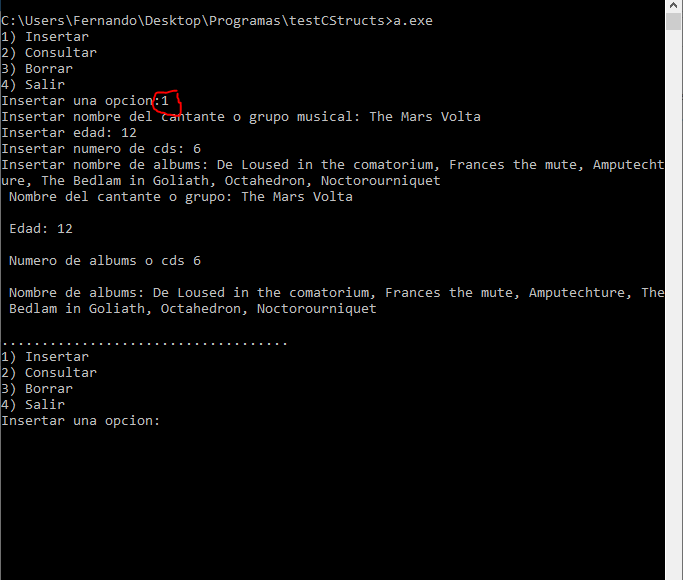 C:\Users\Fernando\Desktop\Programas\testCStructs>a.exe
1) Insertar
2) Consultar
3) Borrar
4) Salir
Insertar una opcion:1
Insertar nombre del cantante o grupo musical: The Mars Volta
Insertar edad: 12
Insertar numero de cds: 6
Insertar nombre de albums: De Loused in the comatorium, Frances the mute, Amputecht
ure, The Bedlam in Goliath, Octahedron, Noctorourniquet
Nombre del cantante o grupo: The Mars Volta
Edad: 12
Numero de albums o cds 6
Nombre de albums: De Loused in the comatorium, Frances the mute, Amputechture, The
Bedlam in Goliath, Octahedron, Noctorourniquet
....................................
1) Insertar
2) Consultar
3) Borrar
4) Salir
Insertar una opcion: